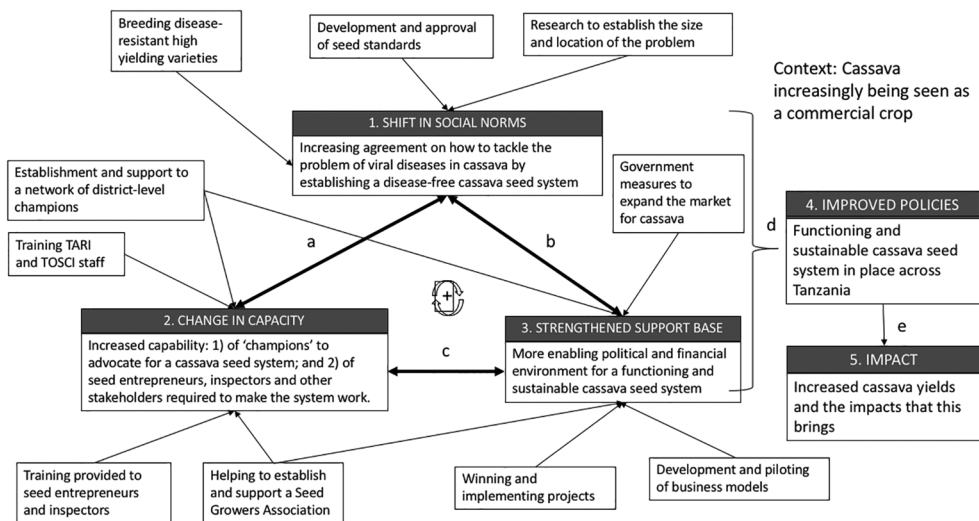 Breeding disease-
resistant high
yielding varieties
Development and approval
of seed standards
Research to establish the size
and location of the problem
Context: Cassava
increasingly being seen as
a commercial crop
1. SHIFT IN SOCIAL NORMS
Increasing agreement on how to tackle the
problem of viral diseases in cassava by
establishing a disease-free cassava seed system
Establishment and support to
a network of district-level
champions
Government
measures to
expand the market
for cassava
Training TARI
and TOSCI staff
a
b
d
4. IMPROVED POLICIES
Functioning and
sustainable cassava seed
system in place across
Tanzania
+
2. CHANGE IN CAPACITY
Increased capability: 1) of ‘champions’ to
advocate for a cassava seed system; and 2) of
seed entrepreneurs, inspectors and other
stakeholders required to make the system work.
c
3. STRENGTHENED SUPPORT BASE
More enabling political and financial
environment for a functioning and
sustainable cassava seed system
e
5. IMPACT
Increased cassava yields
and the impacts that this
brings
Training provided to
seed entrepreneurs
and inspectors
Helping to establish
and support a Seed
Growers Association
Winning and
implementing projects
Development and piloting
of business models